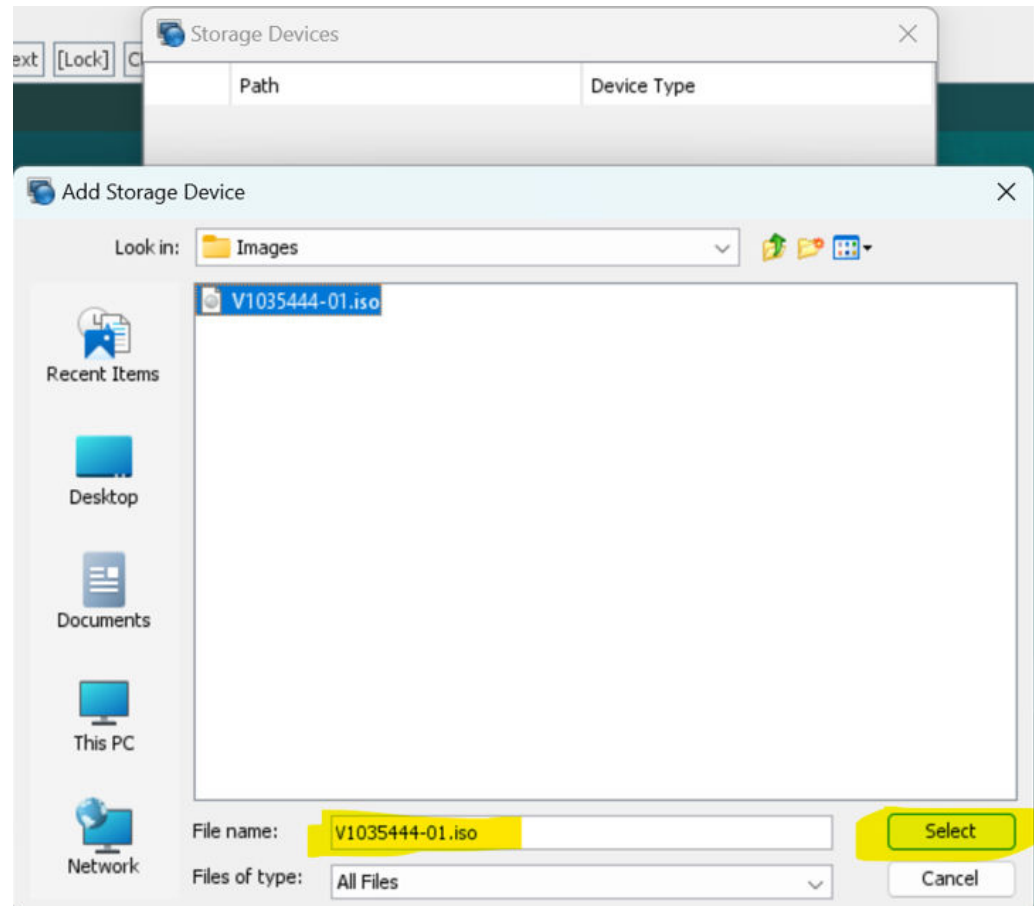 Storage Devices
ext [Lock] C
Path Device Type
Add Storage Device
Look in: Images
V1035444-01.iso
Recent Items
Desktop
Documents
This PC
Network
File name: V1035444-01.iso Select
Files of type: All Files Cancel